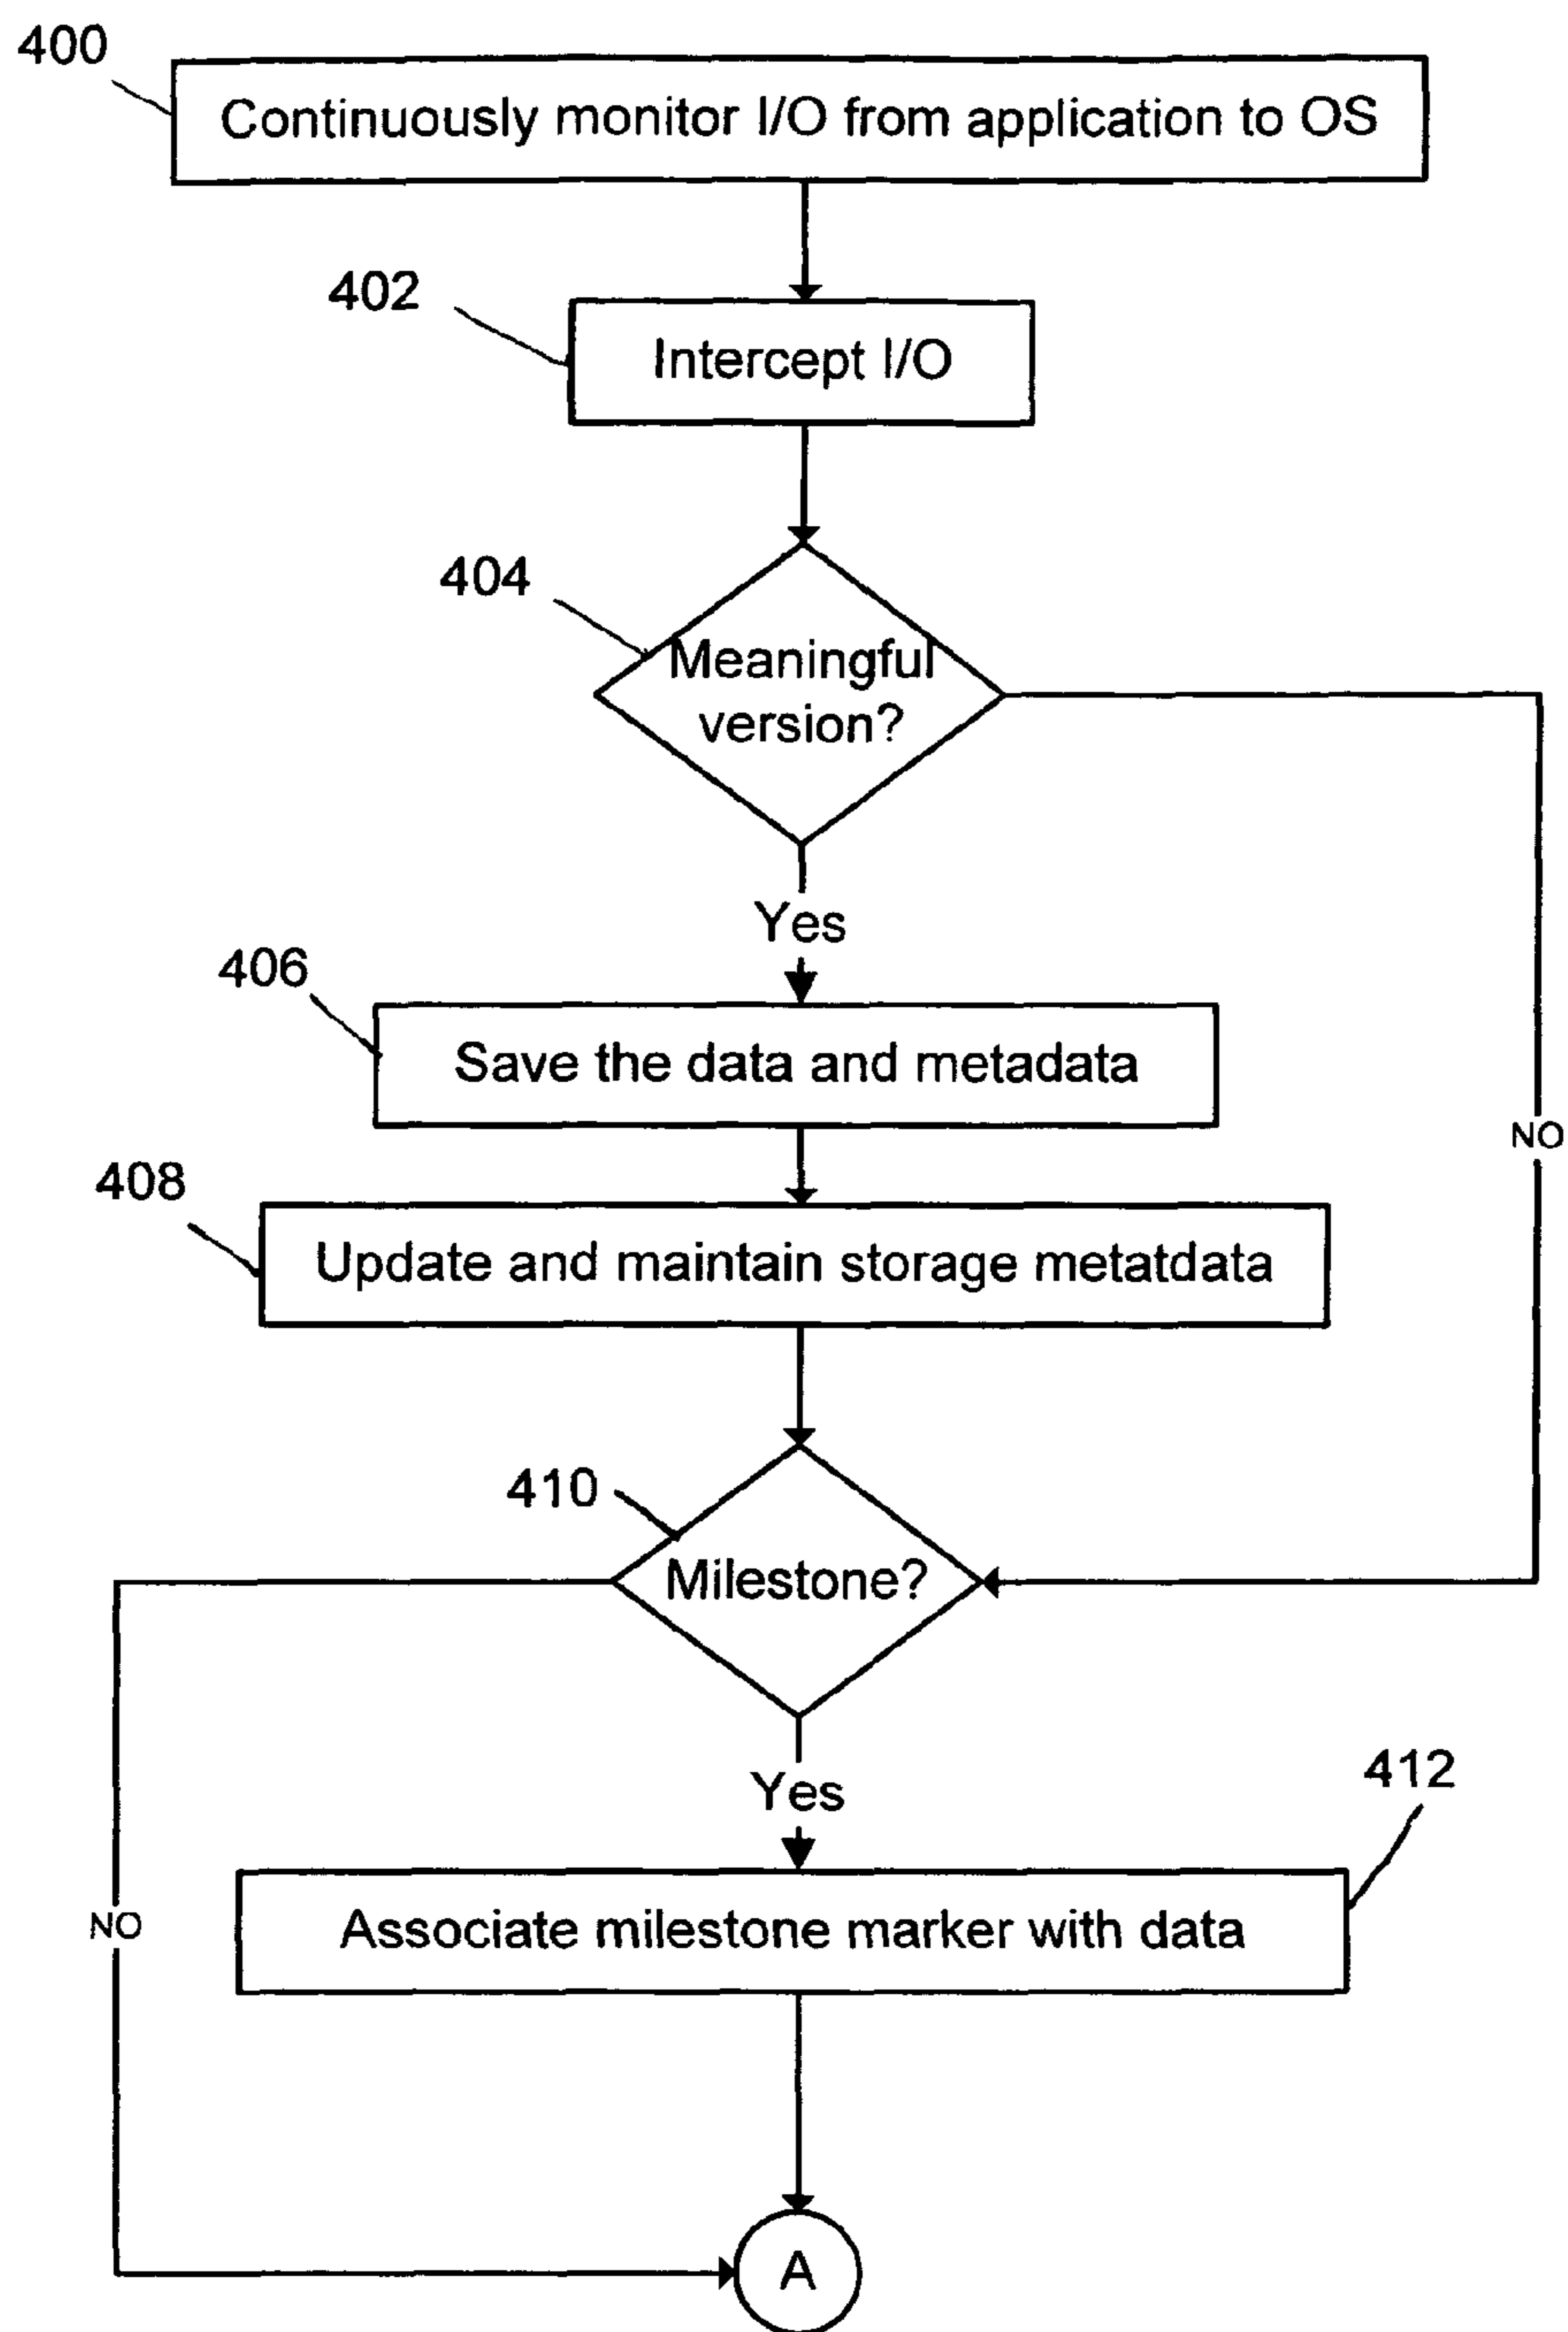 400
Continuously monitor I/O from application to OS
402
Intercept I/O
404
Meaningful
version?
Yes
406
Save the data and metadata
NO
408
Update and maintain storage metatdata
410
Milestone?
Yes
412
NO
Associate milestone marker with data
A